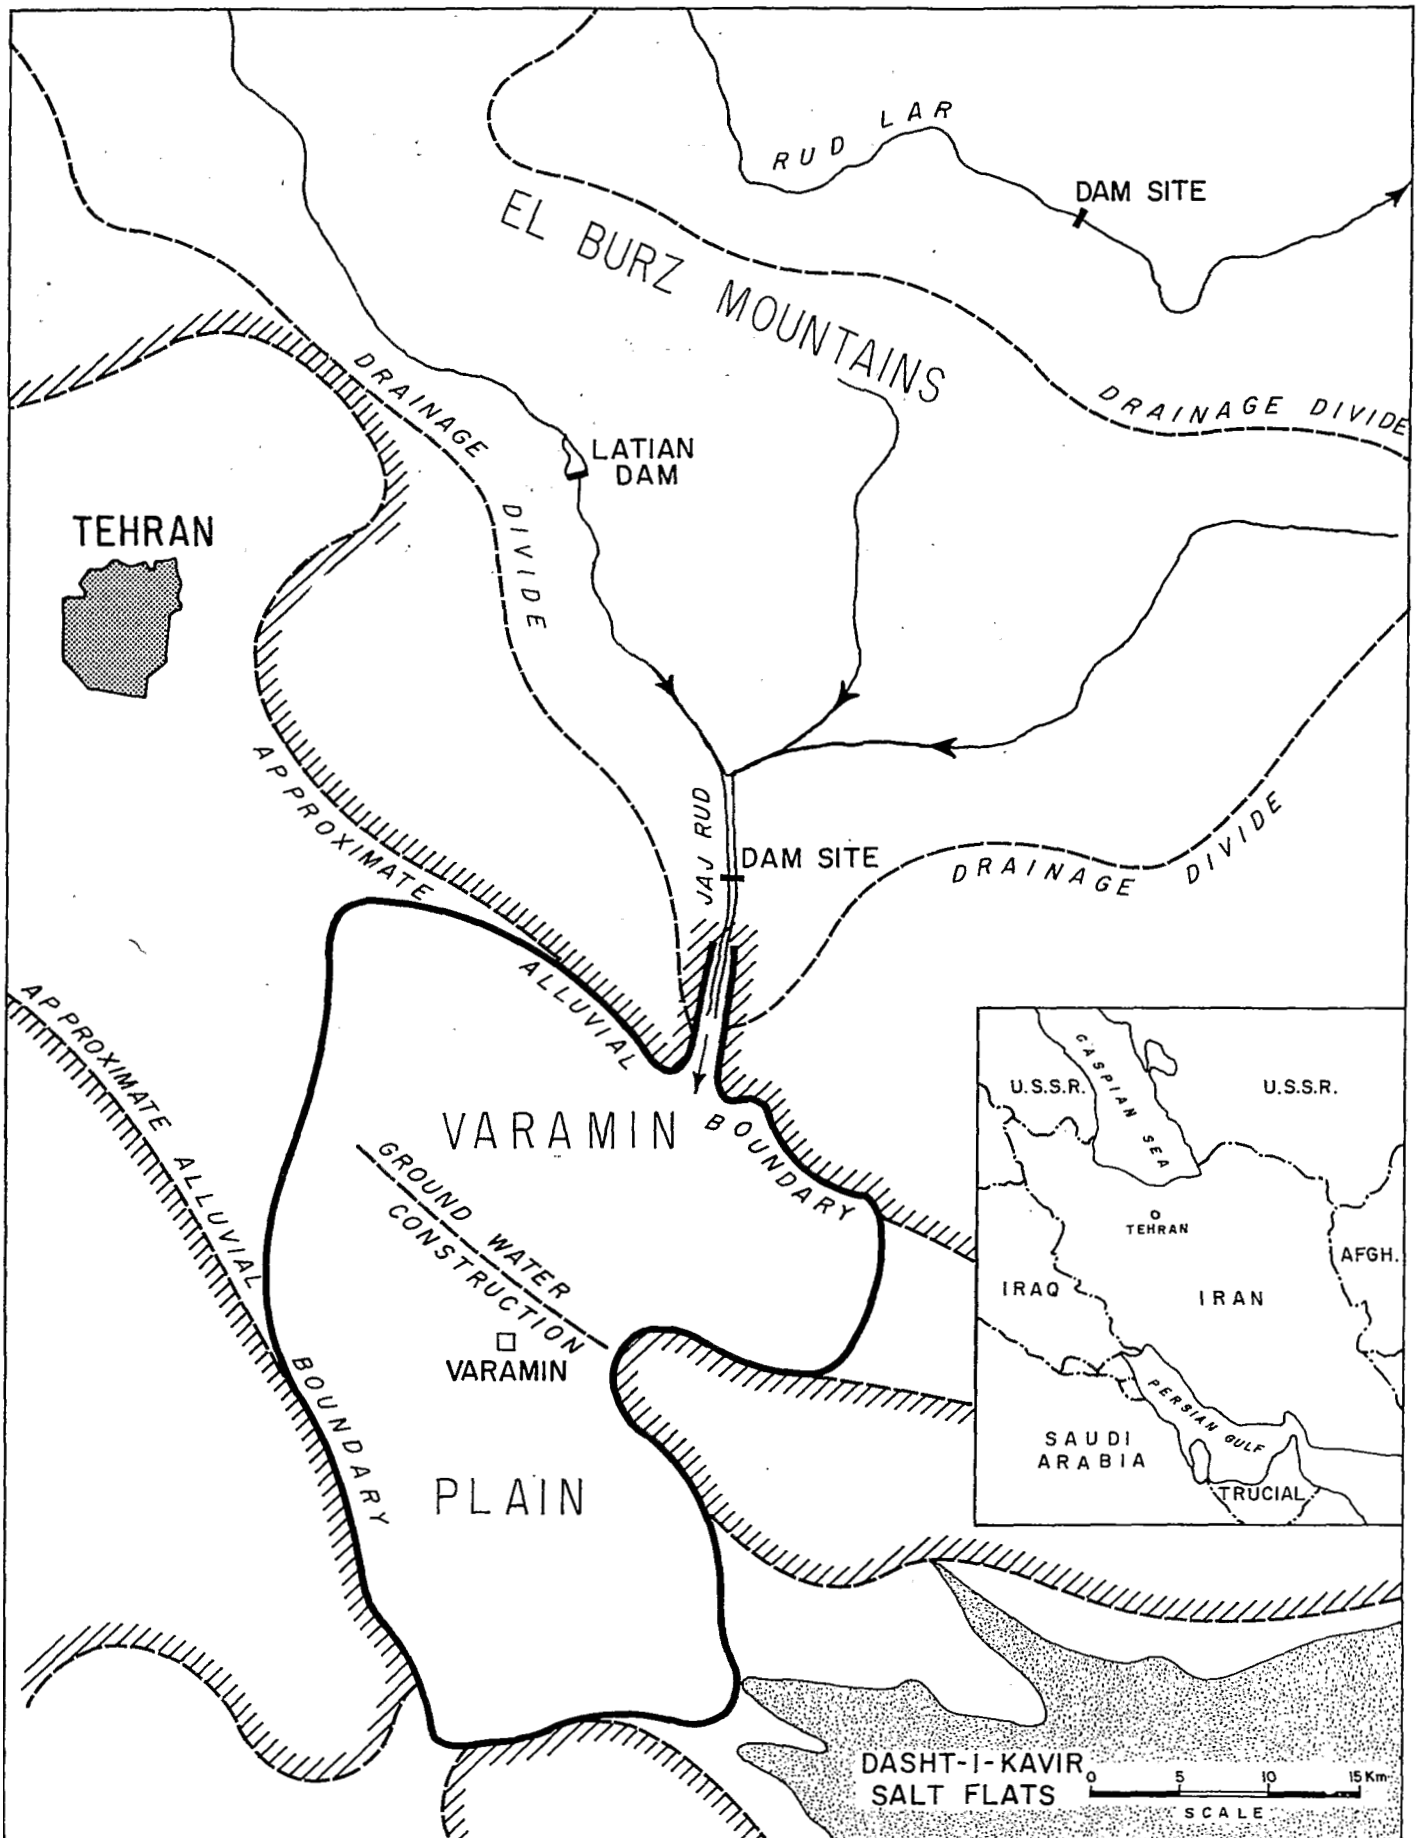 RUD LAR
DAM SITE
EL BURZ MOUNTAINS
DRAINAGE DIVIDE
DRAINAGE DIVIDE
LATIAN
DAM
TEHRAN
JAJ RUD
DAM SITE
DRAINAGE DIVIDE
APPROXIMATE ALLUVIAL BOUNDARY
APPROXIMATE ALLUVIAL BOUNDARY
VARAMIN
GROUND WATER
CONSTRUCTION
VARAMIN
PLAIN
CASPIAN SEA
U.S.S.R.
U.S.S.R.
TEHRAN
AFGH.
IRAQ
IRAN
PERSIAN GULF
SAUDI
ARABIA
TRUCIAL
DASHT-I-KAVIR
SALT FLATS
0 5 10 15 Km
SCALE